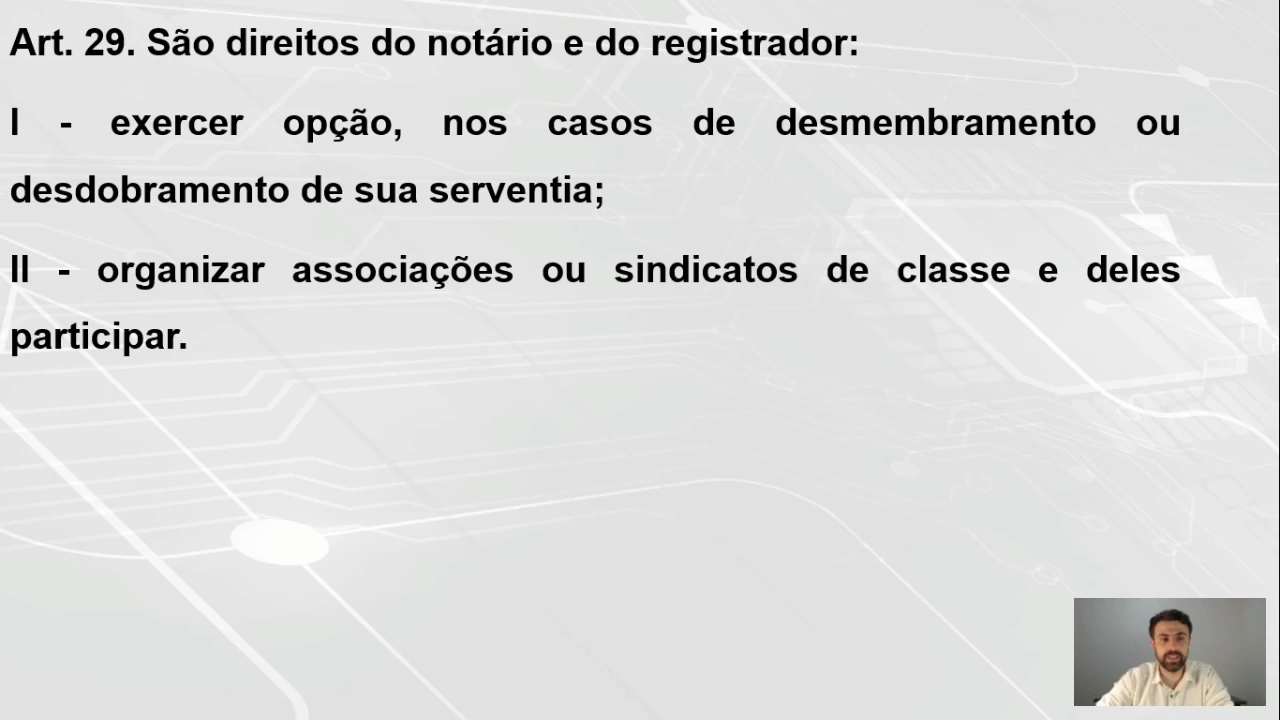 Art. 29. São direitos do notário e do registrador:
I - exercer opção, nos casos de desmembramento ou
desdobramento de sua serventia;
II - organizar associações ou sindicatos de classe e deles
participar.